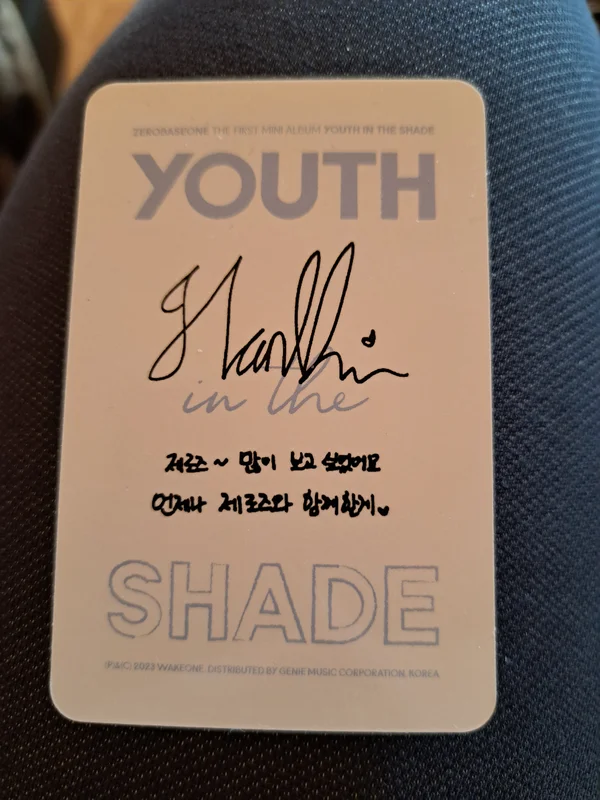 ZEROBASEONE THE FIRST MINI ALBUM YOUTH IN THE SHADE
YOUTH
Hanbin
in the
제로즈 ~ 많이 보고 싶었어요
언제나 제로즈와 함께할게♥
SHADE
(P)&(C) 2023 WAKEONE. DISTRIBUTED BY GENIE MUSIC CORPORATION, KOREA